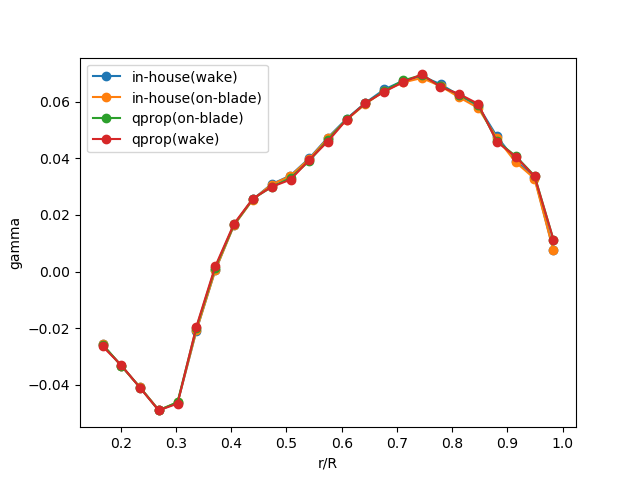 in-house(wake)
in-house(on-blade)
qprop(on-blade)
qprop(wake)
0.06
0.04
0.02
0.00
−0.02
−0.04
gamma
0.2 0.3 0.4 0.5 0.6 0.7 0.8 0.9 1.0
r/R